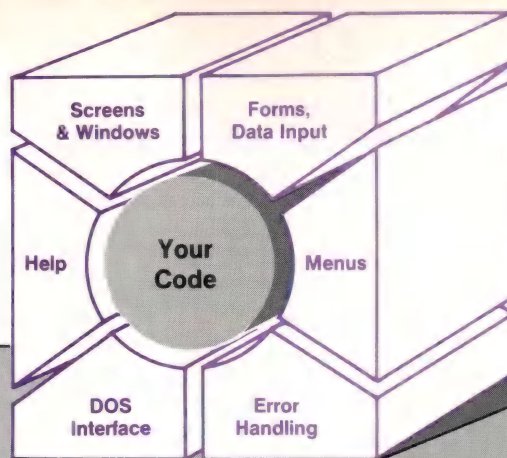 Screens
& Windows
Forms,
Data Input
Help
Your
Code
Menus
DOS
Interface
Error
Handling